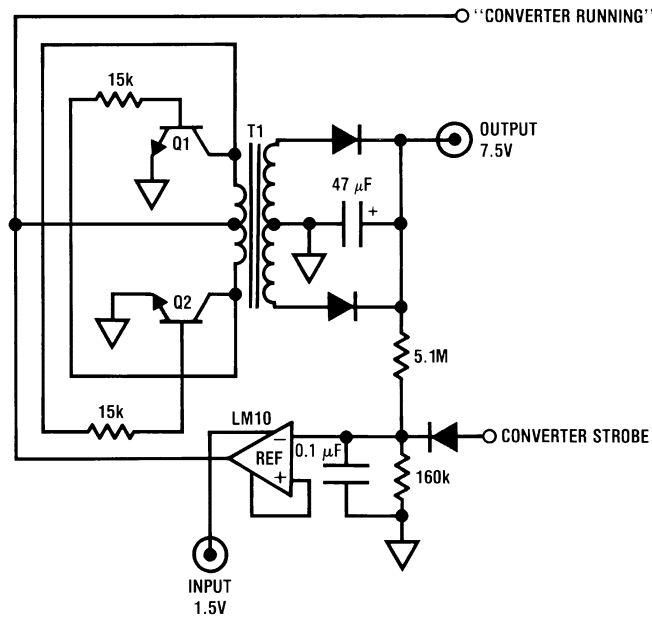 "CONVERTER RUNNING"
15k
T1
Q1
OUTPUT
7.5V
47 μF
+
Q2
5.1M
15k
LM10
−
0.1 μF
CONVERTER STROBE
REF
+
160k
INPUT
1.5V